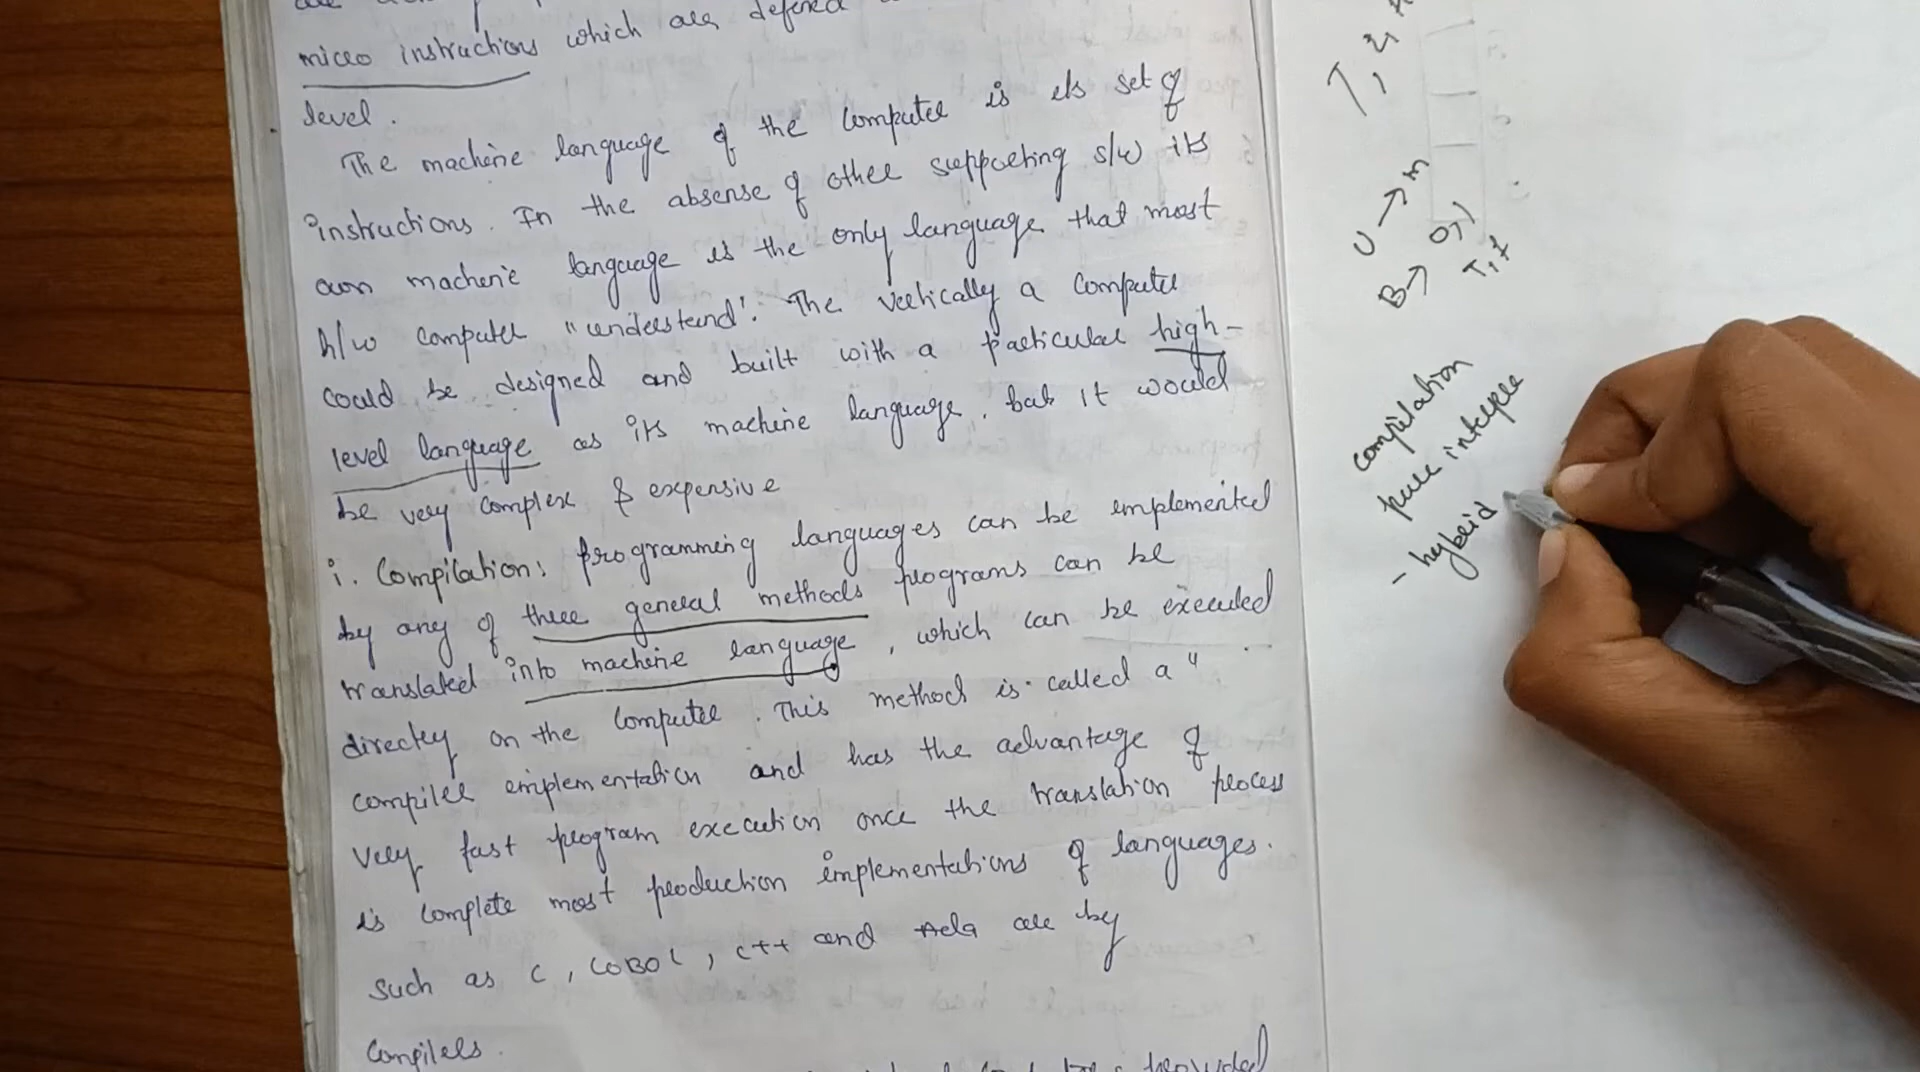 micro instructions which are defined
level.
The machine language of the computer is its set of
instructions. In the absense of other supporting s/w its
own machine language is the only language that most
h/w computer "understand". The vertically a computer
could be designed and built with a particular high-
level language as its machine language. but it would
be very complex & expensive
i. Compilation: programming languages can be implemented
by any of three general methods programs can be
translated into machine language, which can be executed
directly on the computer. This method is called a "
compiler implementation and has the advantage of
very fast program execution once the translation process
is complete most production implementations of languages.
such as C, COBOL, C++ and Ada are by
Compilers.
U → m
B →
compilation
pure interpre
- hybrid